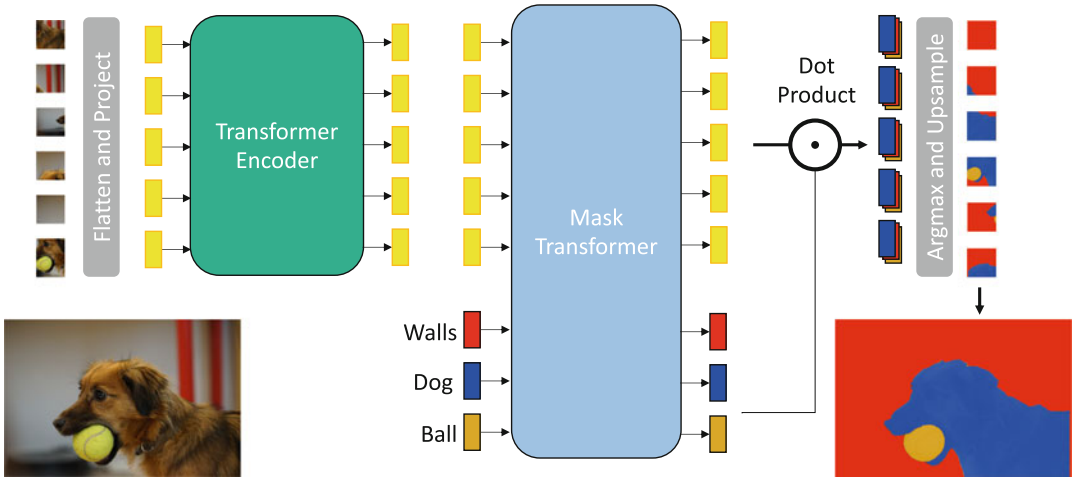 Flatten and Project
Transformer
Encoder
Mask
Transformer
Walls
Dog
Ball
Dot
Product
Argmax and Upsample